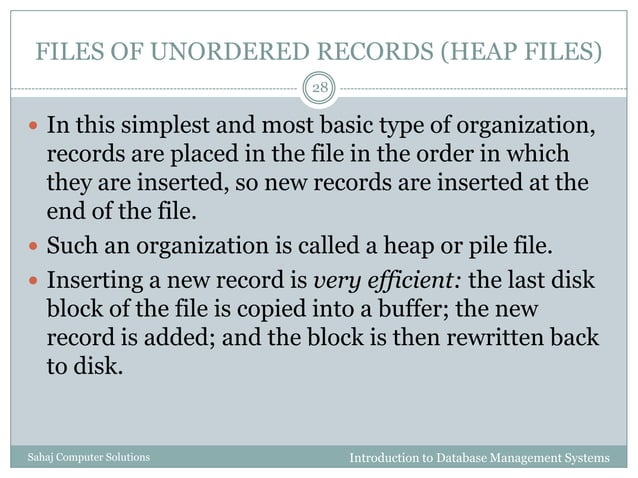 FILES OF UNORDERED RECORDS (HEAP FILES)
28
• In this simplest and most basic type of organization,
records are placed in the file in the order in which
they are inserted, so new records are inserted at the
end of the file.
• Such an organization is called a heap or pile file.
• Inserting a new record is very efficient: the last disk
block of the file is copied into a buffer; the new
record is added; and the block is then rewritten back
to disk.
Sahaj Computer Solutions
Introduction to Database Management Systems